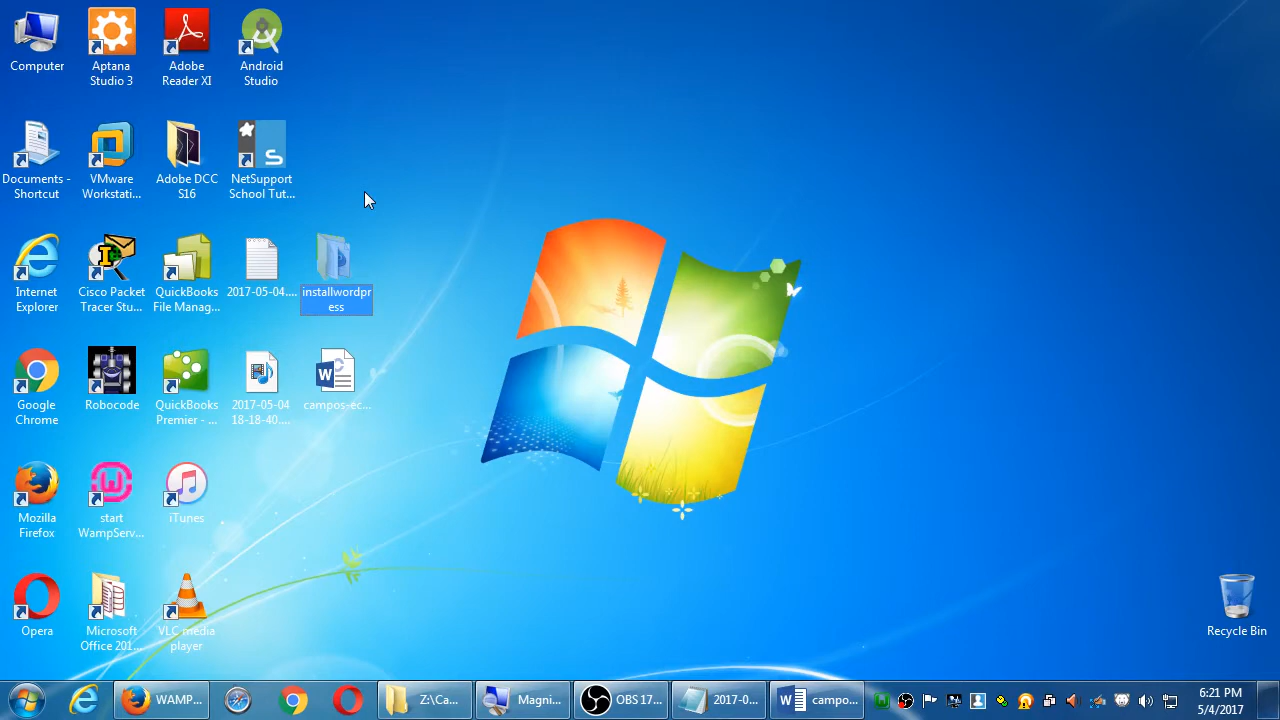 Computer
Aptana
Studio 3
Adobe
Reader XI
Android
Studio
Documents -
Shortcut
VMware
Workstati...
Adobe DCC
S16
NetSupport
School Tut...
S
Internet
Explorer
Cisco Packet
Tracer Stu...
QuickBooks
File Manag...
2017-05-04....
installwordpr
ess
Google
Chrome
Robocode
QuickBooks
Premier - ...
2017-05-04
18-18-40....
W
campos-ec...
Mozilla
Firefox
start
WampServ...
iTunes
Opera
Microsoft
Office 201...
VLC media
player
Recycle Bin
WAMP...
Z:\Ca...
Magni...
OBS 17...
2017-0...
W
campo...
6:21 PM
5/4/2017